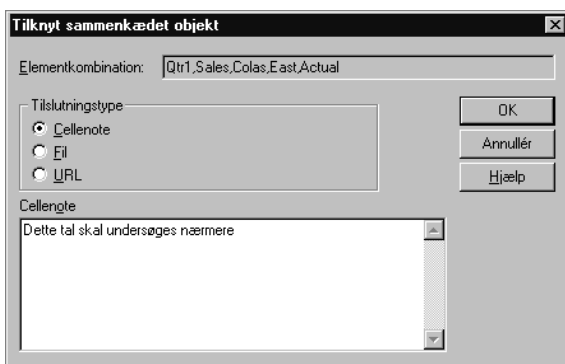 Tilknyt sammenkædet objekt
Elementkombination: Qtr1,Sales,Colas,East,Actual
Tilslutningstype
Cellenote
Fil
URL
OK
Annullér
Hjælp
Cellenote
Dette tal skal undersøges nærmere